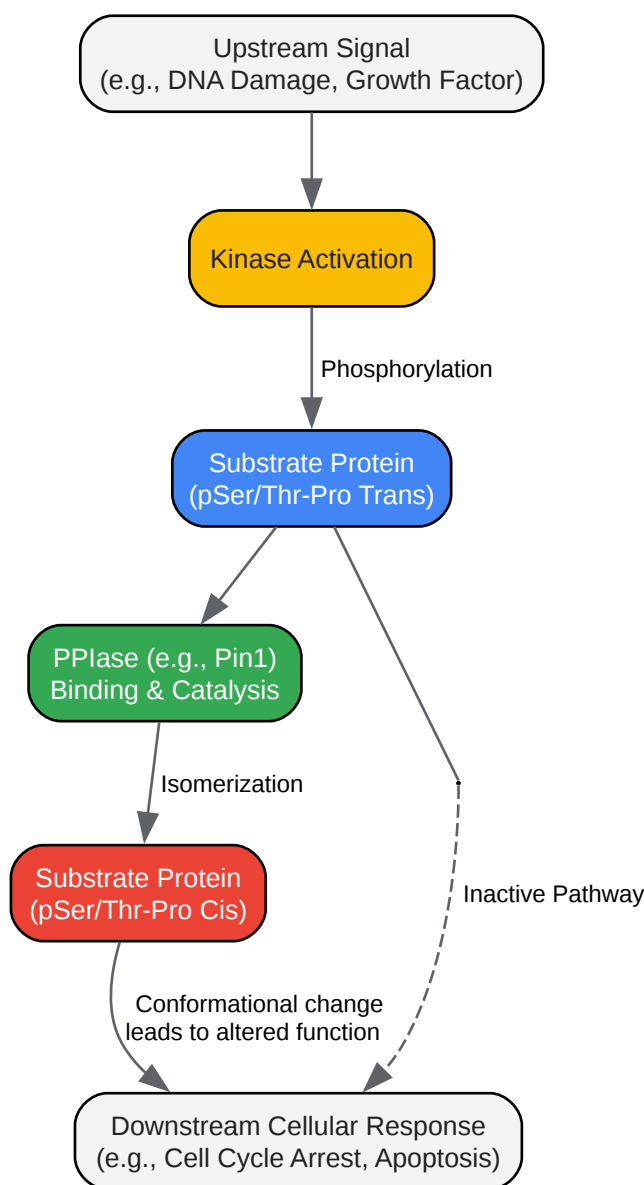 Upstream Signal
(e.g., DNA Damage, Growth Factor)
Kinase Activation
Phosphorylation
Substrate Protein
(pSer/Thr-Pro Trans)
PPIase (e.g., Pin1)
Binding & Catalysis
Isomerization
Substrate Protein
(pSer/Thr-Pro Cis)
Inactive Pathway
Conformational change
leads to altered function
Downstream Cellular Response
(e.g., Cell Cycle Arrest, Apoptosis)